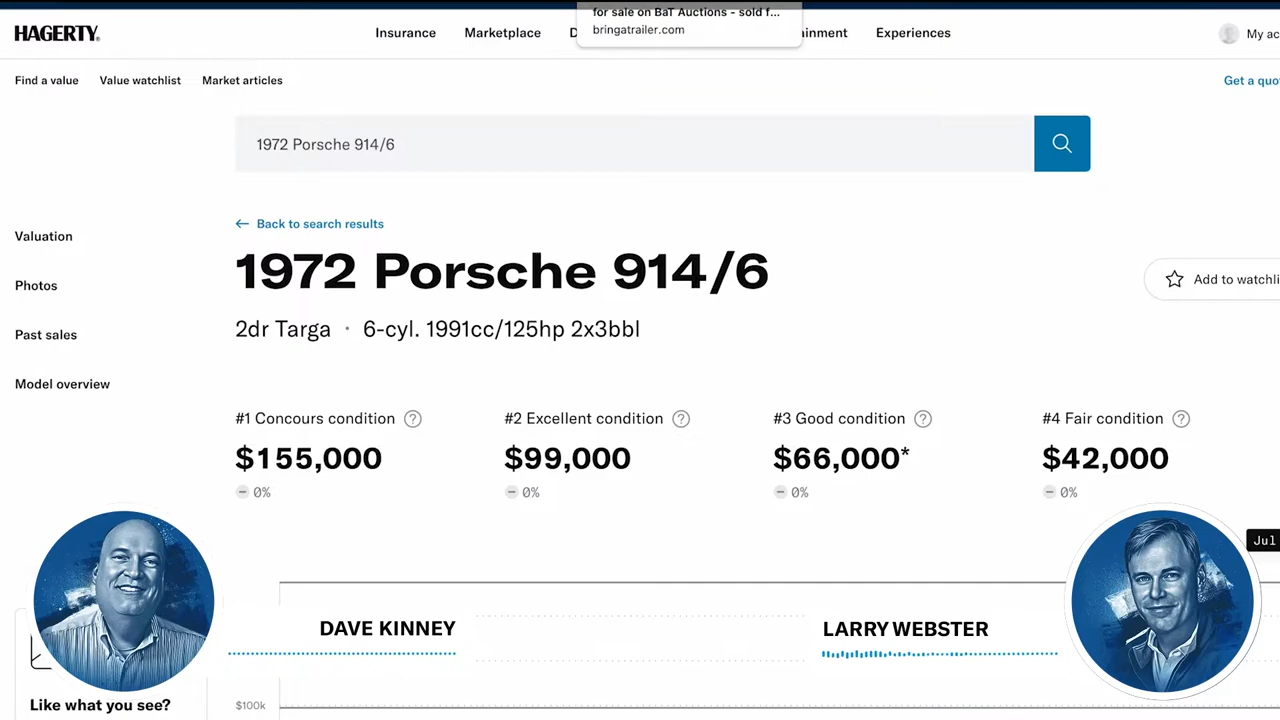 for sale on BaT Auctions - sold f...
bringatrailer.com
HAGERTY
Insurance
Marketplace
D
ainment
Experiences
My ac
Find a value
Value watchlist
Market articles
Get a quo
1972 Porsche 914/6
Valuation
Photos
Past sales
Model overview
← Back to search results
1972 Porsche 914/6
Add to watchli
2dr Targa · 6-cyl. 1991cc/125hp 2x3bbl
#1 Concours condition ?
$155,000
0%
#2 Excellent condition ?
$99,000
0%
#3 Good condition ?
$66,000*
0%
#4 Fair condition ?
$42,000
0%
Jul
DAVE KINNEY
LARRY WEBSTER
Like what you see?
$100k